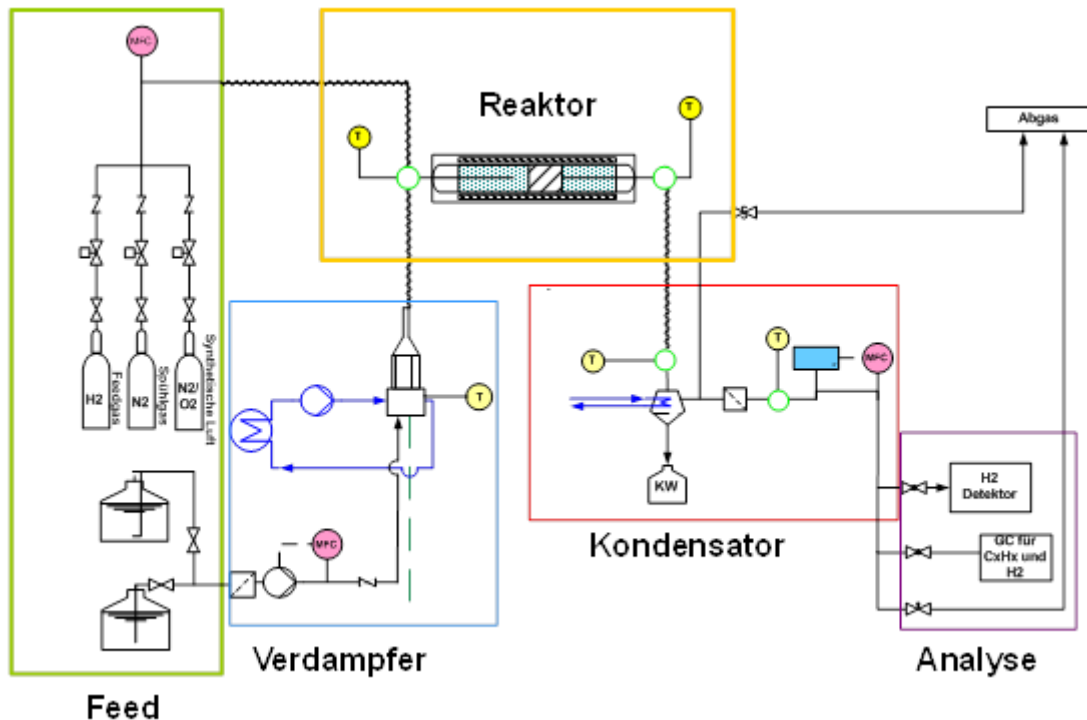 MFC
Reaktor
T
T
Abgas
H2
Feedgas
N2
Spühlgas
N2/
O2
Synthetische Luft
T
T
T
MFC
KW
H2
Detektor
GC für
CxHx und
H2
MFC
Kondensator
Verdampfer
Analyse
Feed